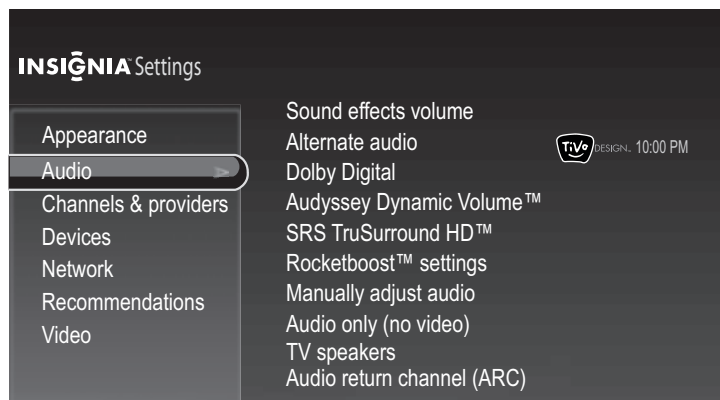 INSIGNIA™ Settings
Appearance
Audio >
Channels & providers
Devices
Network
Recommendations
Video
Sound effects volume
Alternate audio
Dolby Digital
Audyssey Dynamic Volume™
SRS TruSurround HD™
Rocketboost™ settings
Manually adjust audio
Audio only (no video)
TV speakers
Audio return channel (ARC)
TiVo DESIGN™ 10:00 PM